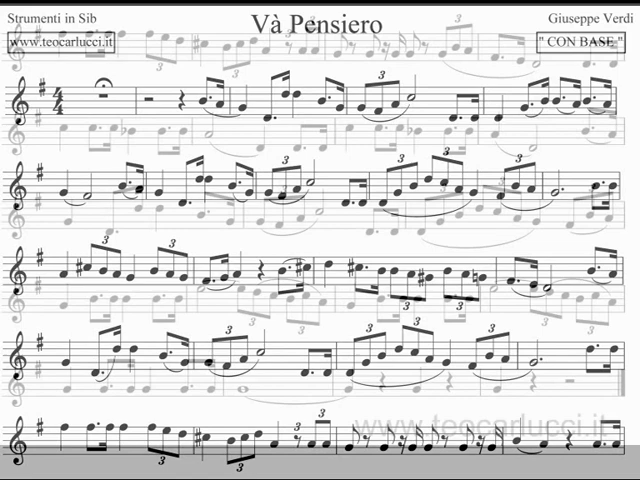 Strumenti in Sib
Và Pensiero
Giuseppe Verdi
www.teocarlucci.it
" CON BASE "
www.teocarlucci.it